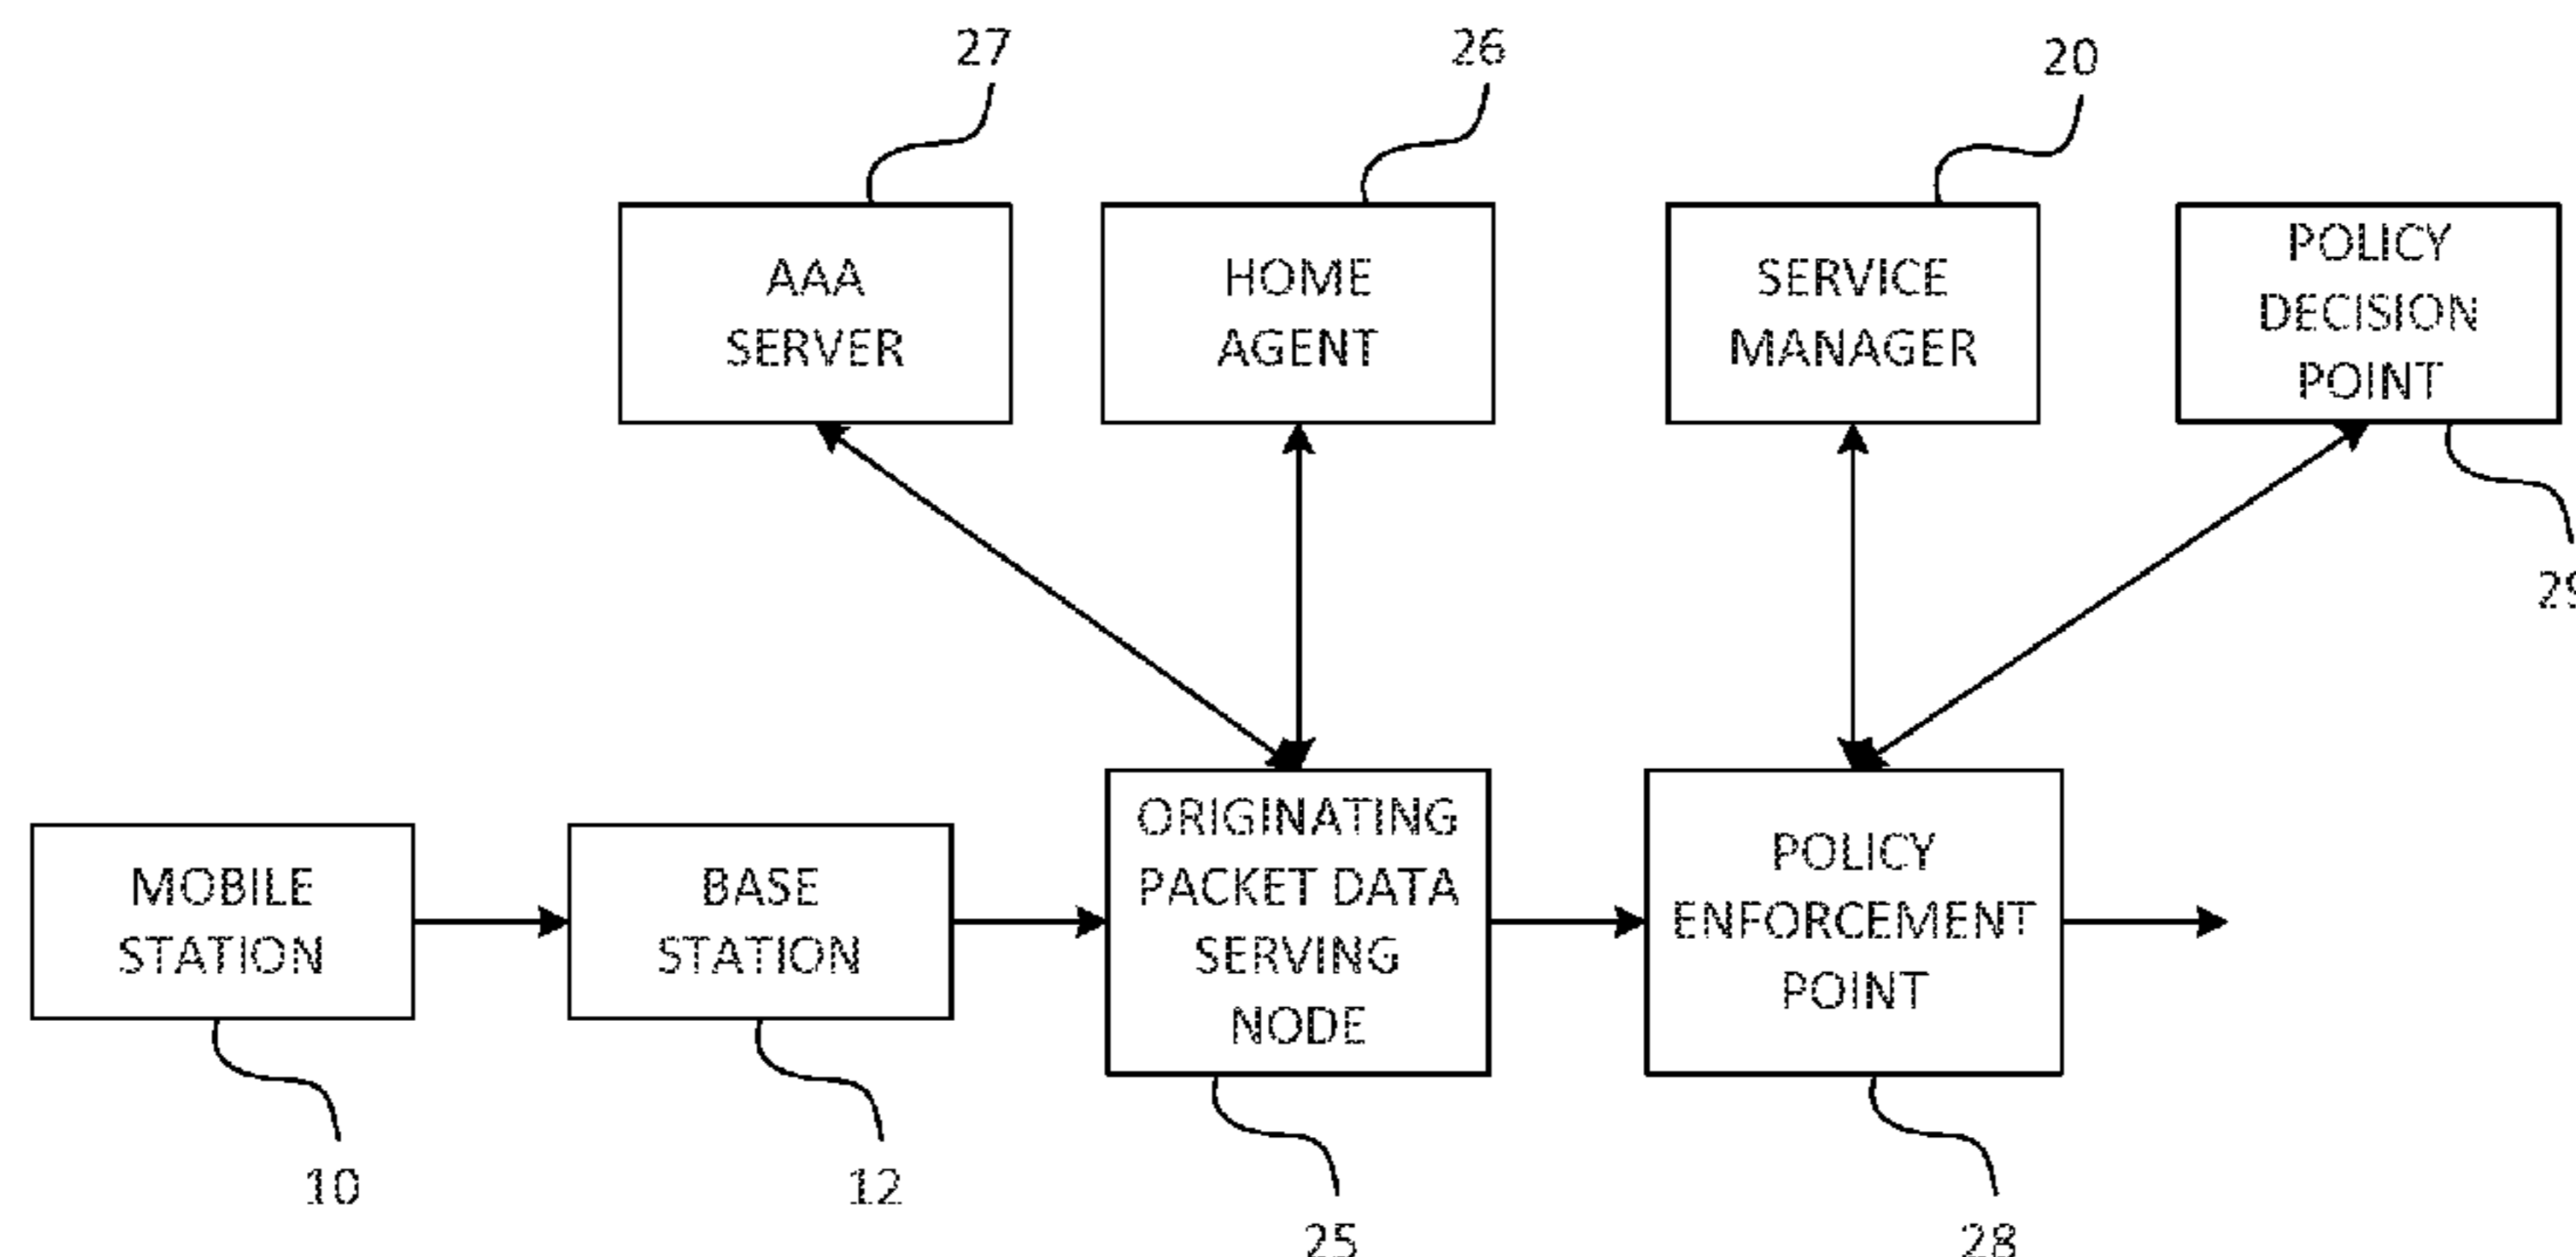 27
26
20
AAA
SERVER
HOME
AGENT
SERVICE
MANAGER
POLICY
DECISION
POINT
29
MOBILE
STATION
BASE
STATION
ORIGINATING
PACKET DATA
SERVING
NODE
POLICY
ENFORCEMENT
POINT
10
12
25
28